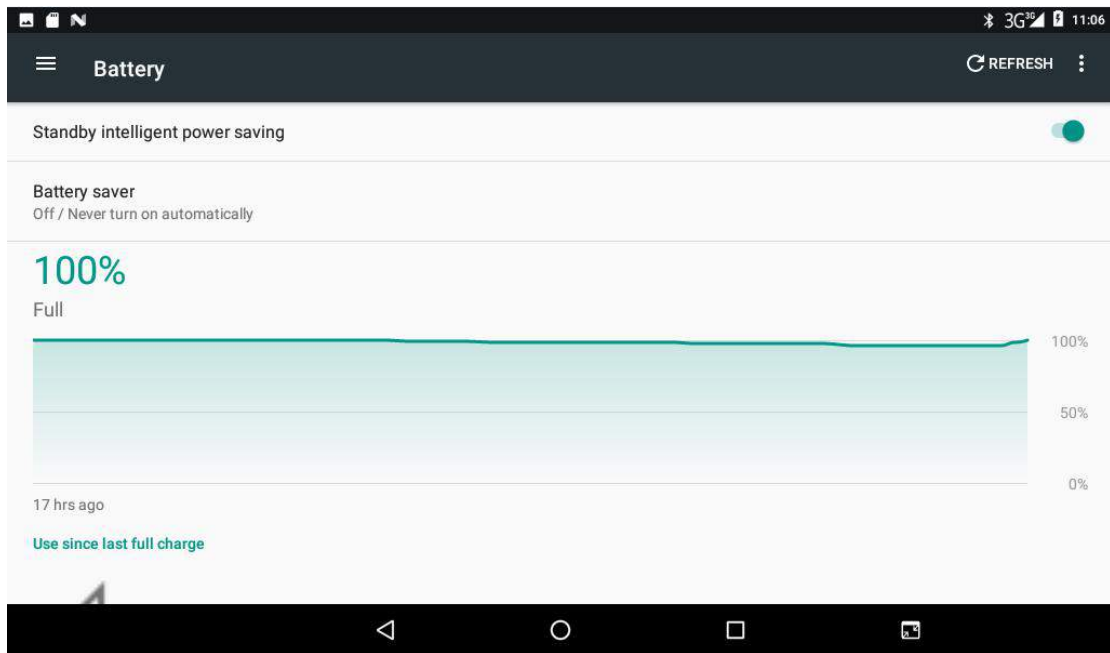 3G 3G 11:06
Battery
REFRESH
Standby intelligent power saving
Battery saver
Off / Never turn on automatically
100%
Full
100%
50%
0%
17 hrs ago
Use since last full charge